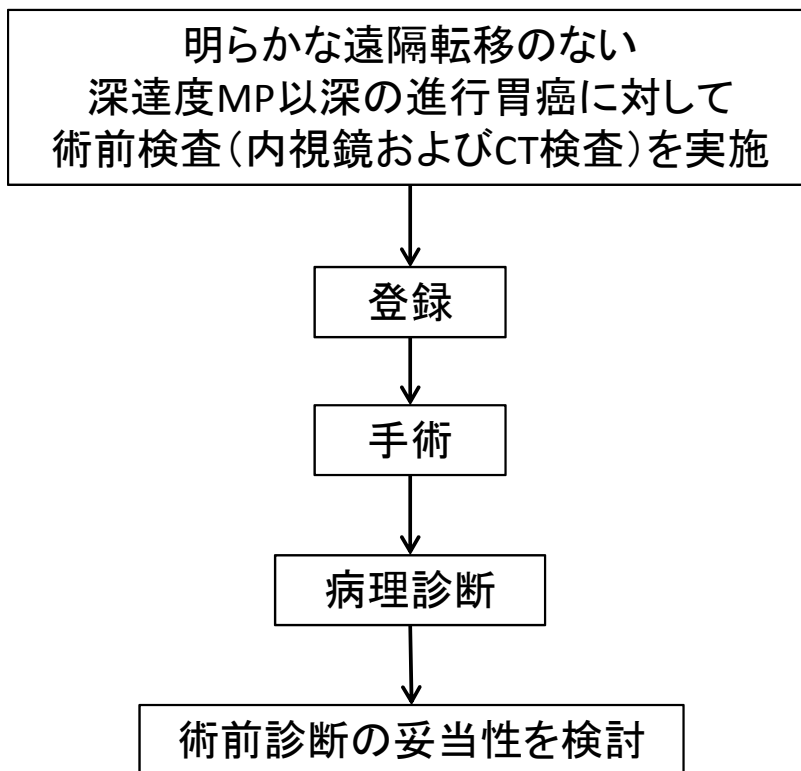 明らかな遠隔転移のない
深達度MP以深の進行胃癌に対して
術前検査（内視鏡およびCT検査）を実施
登録
手術
病理診断
術前診断の妥当性を検討